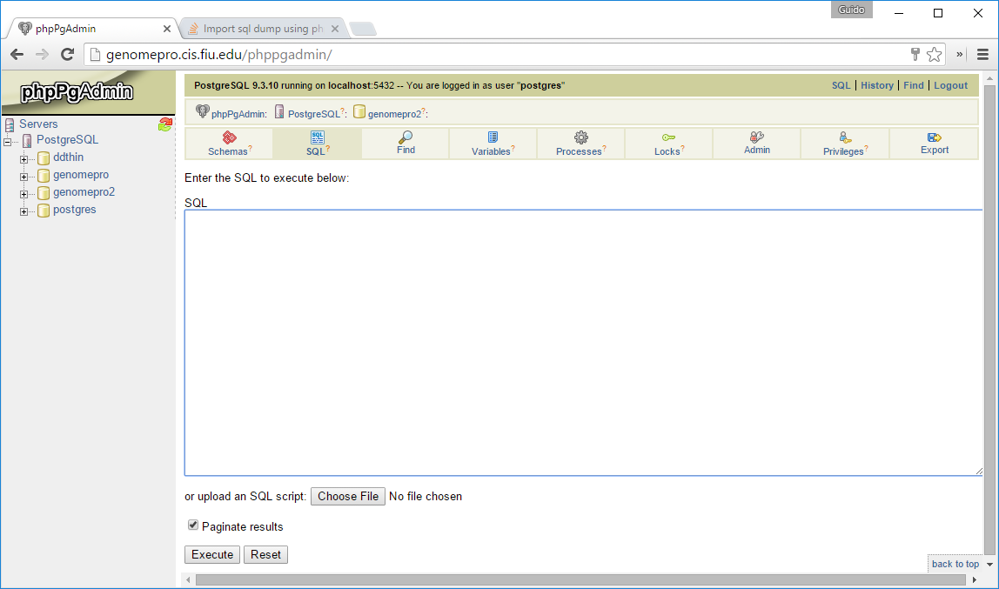 Guido
phpPgAdmin
Import sql dump using ph
genomepro.cis.fiu.edu/phppgadmin/
»
phpPgAdmin
Servers
PostgreSQL
ddthin
genomepro
genomepro2
postgres
PostgreSQL 9.3.10 running on localhost:5432 -- You are logged in as user "postgres"
SQL | History | Find | Logout
phpPgAdmin: PostgreSQL?: genomepro2?:
Schemas?
SQL
SQL?
Find
Variables?
Processes?
Locks?
Admin
Privileges?
Export
Enter the SQL to execute below:
SQL
or upload an SQL script: Choose File No file chosen
Paginate results
Execute Reset
back to top